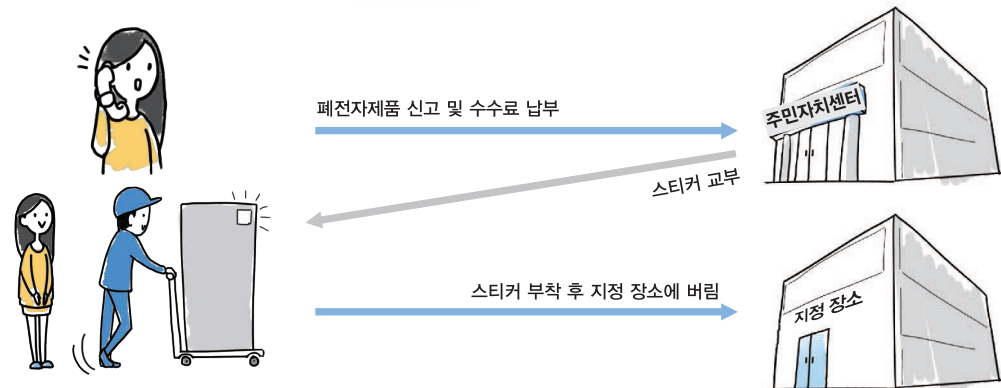 폐전자제품 신고 및 수수료 납부
주민자치센터
스티커 교부
스티커 부착 후 지정 장소에 버림
지정 장소